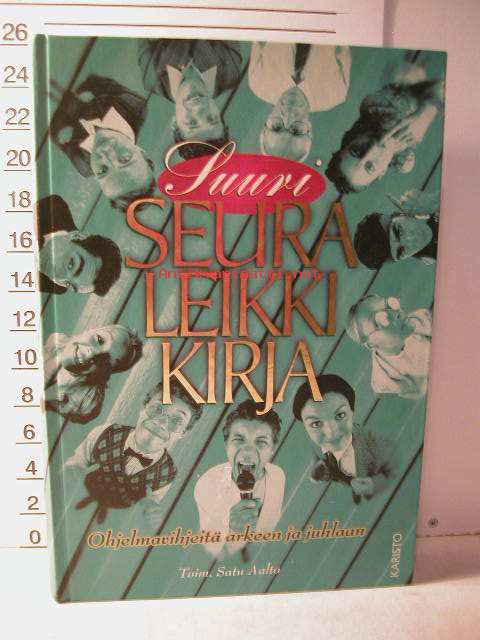 26
24
22
20
18
16
14
12
10
8
6
4
2
0
Suuri
SEURA
LEIKKI
KIRJA
Ohjelmavihjeitä arkeen ja juhlaan
Toim. Satu Aalto
KARISTO